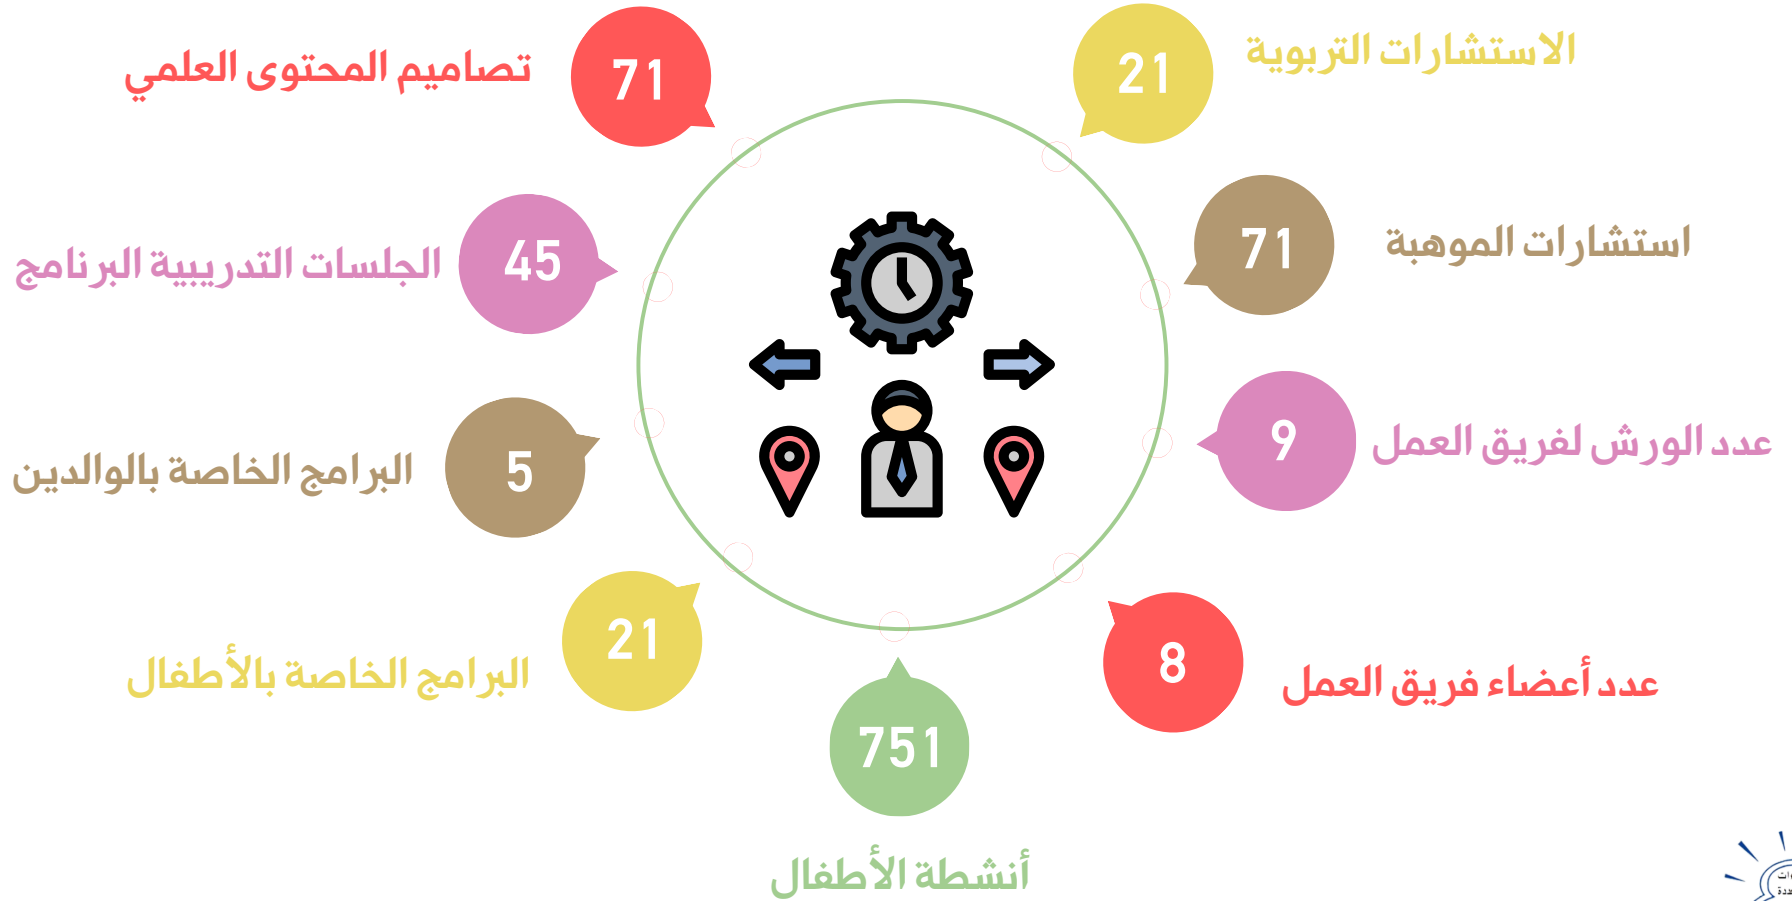 الاستشارات التربوية
21
استشارات الموهبة
71
عدد الورش لفريق العمل
9
عدد أعضاء فريق العمل
8
تصاميم المحتوى العلمي
71
الجلسات التدريبية البرنامج
45
البرامج الخاصة بالوالدين
5
البرامج الخاصة بالأطفال
21
751
أنشطة الأطفال